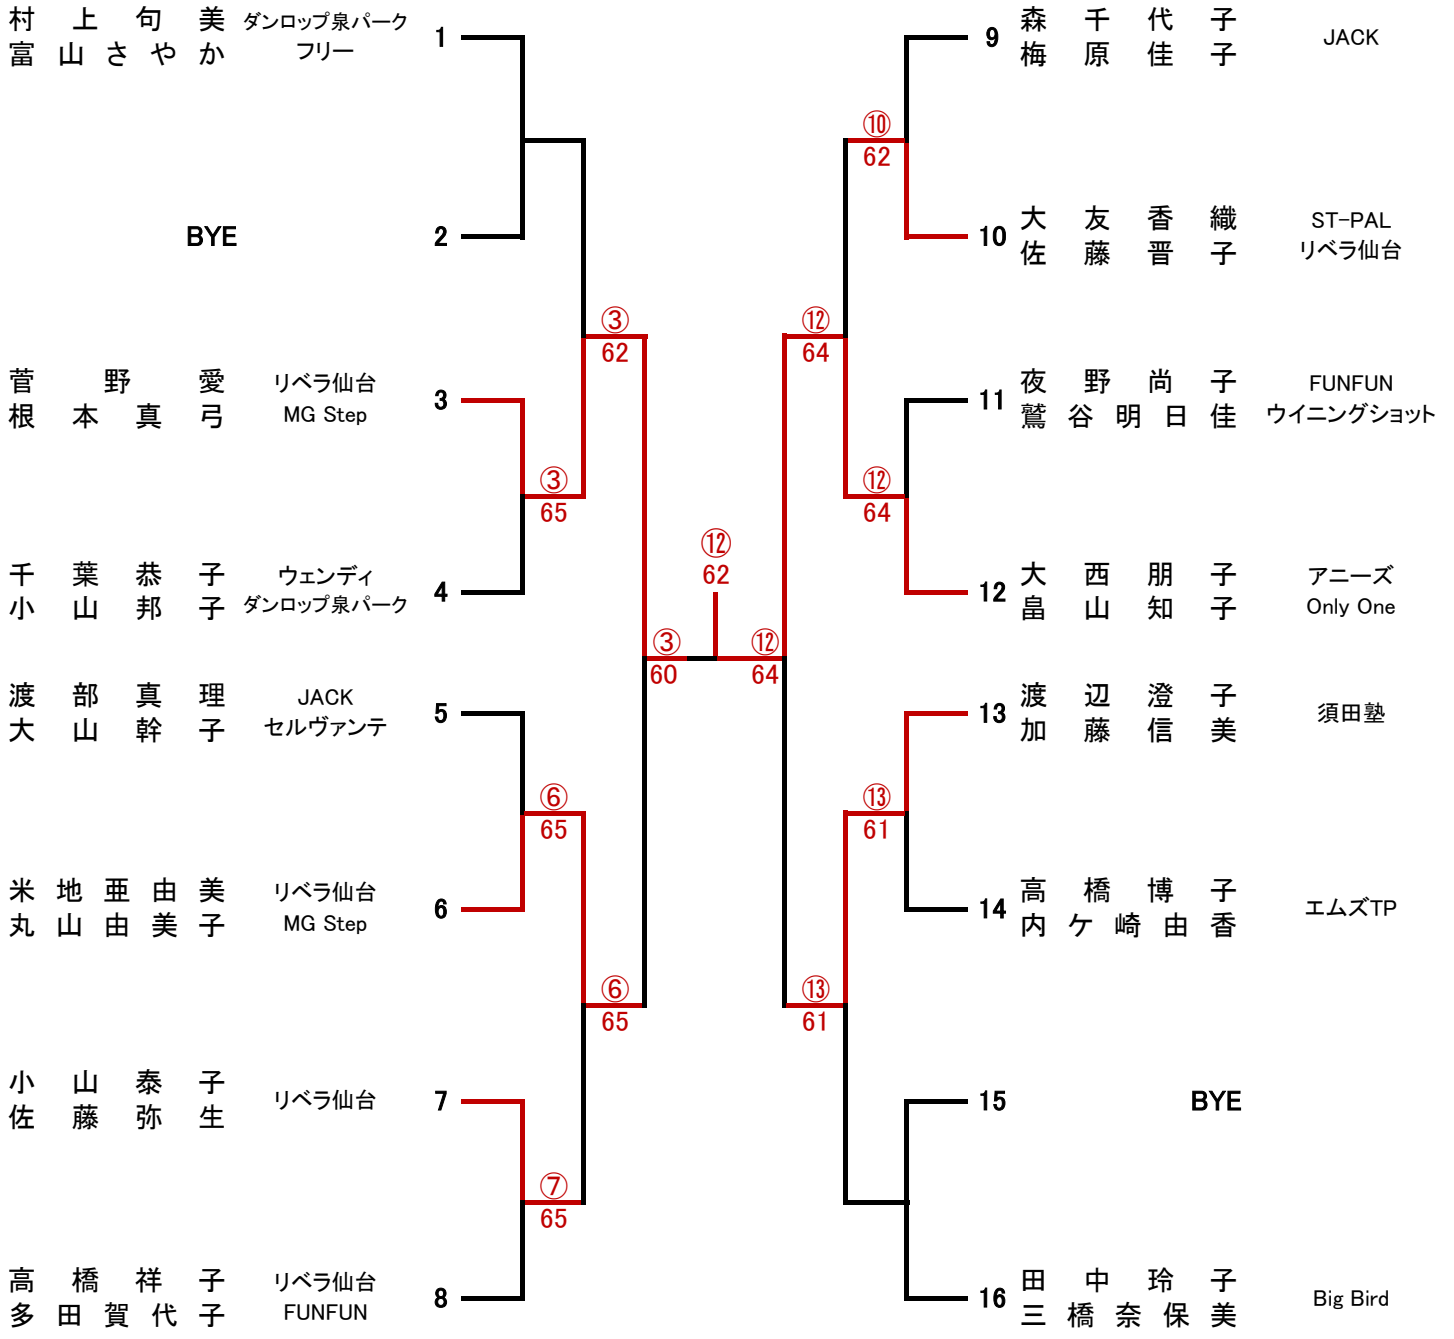 村上句美 ダンロップ泉パーク
富山さやか フリー
1
BYE 2
③
62
菅野愛 リベラ仙台
根本真弓 MG Step
3
③
65
千葉恭子 ウェンディ
小山邦子 ダンロップ泉パーク
4
③
60
渡部真理 JACK
大山幹子 セルヴァンテ
5
⑥
65
米地亜由美 リベラ仙台
丸山由美子 MG Step
6
⑥
65
小山泰子
佐藤弥生
リベラ仙台 7
⑦
65
高橋祥子 リベラ仙台
多田賀代子 FUNFUN
8
⑫
62
9
森千代子
梅原佳子
JACK
⑩
62
10
大友香織 ST-PAL
佐藤晋子 リベラ仙台
⑫
64
11
夜野尚子 FUNFUN
鷲谷明日佳 ウイニングショット
⑫
64
12
大西朋子 アニーズ
畠山知子 Only One
⑫
64
13
渡辺澄子
加藤信美
須田塾
⑬
61
14
高橋博子
内ケ崎由香
エムズTP
⑬
61
15 BYE
16
田中玲子
三橋奈保美
Big Bird